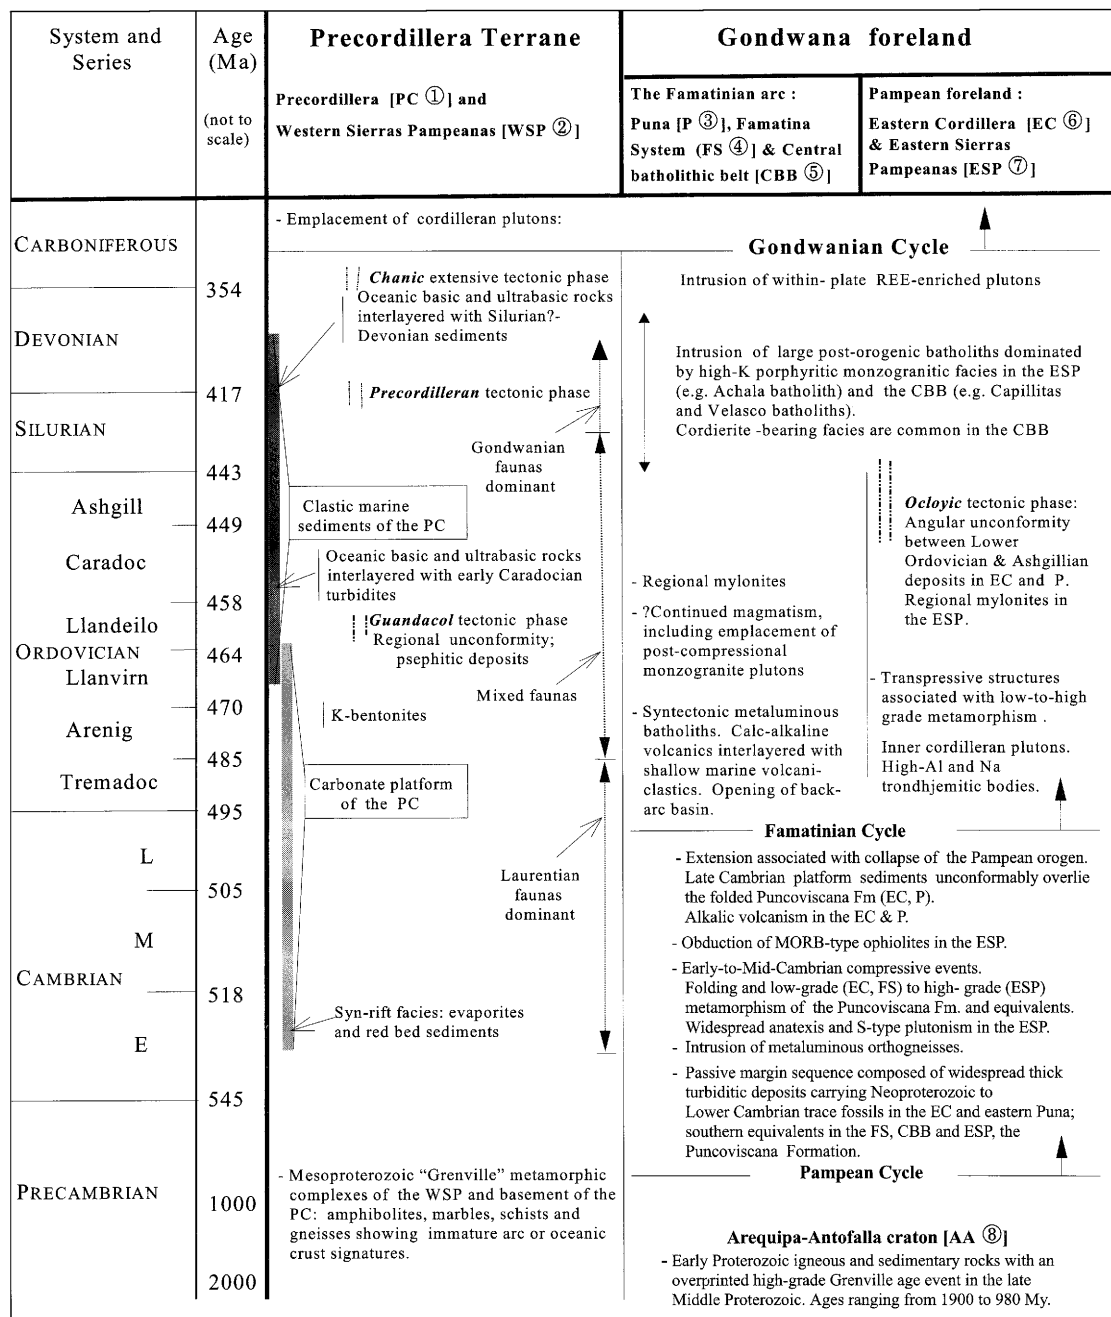 System and
Series
Age
(Ma)
(not to
scale)
Precordillera Terrane
Precordillera [PC ①] and
Western Sierras Pampeanas [WSP ②]
Gondwana foreland
The Famatinian arc :
Puna [P ③], Famatina
System (FS ④] & Central
batholithic belt [CBB ⑤]
Pampean foreland :
Eastern Cordillera [EC ⑥]
& Eastern Sierras
Pampeanas [ESP ⑦]
CARBONIFEROUS
354
DEVONIAN
417
SILURIAN
443
Ashgill
449
Caradoc
458
Llandeilo
ORDOVICIAN
464
Llanvirn
470
Arenig
485
Tremadoc
495
L
505
M
CAMBRIAN
518
E
545
PRECAMBRIAN
1000
2000
- Emplacement of cordilleran plutons:
Chanic extensive tectonic phase
Oceanic basic and ultrabasic rocks
interlayered with Silurian?-
Devonian sediments
Precordilleran tectonic phase
Gondwanian
faunas
dominant
Clastic marine
sediments of the PC
Oceanic basic and ultrabasic rocks
interlayered with early Caradocian
turbidites
Guandacol tectonic phase
Regional unconformity;
psephitic deposits
Mixed faunas
K-bentonites
Carbonate platform
of the PC
Laurentian
faunas
dominant
Syn-rift facies: evaporites
and red bed sediments
- Mesoproterozoic “Grenville” metamorphic
complexes of the WSP and basement of the
PC: amphibolites, marbles, schists and
gneisses showing immature arc or oceanic
crust signatures.
Gondwanian Cycle
Intrusion of within- plate REE-enriched plutons
Intrusion of large post-orogenic batholiths dominated
by high-K porphyritic monzogranitic facies in the ESP
(e.g. Achala batholith) and the CBB (e.g. Capillitas
and Velasco batholiths).
Cordierite -bearing facies are common in the CBB
Ocloyic tectonic phase:
Angular unconformity
between Lower
Ordovician & Ashgillian
deposits in EC and P.
Regional mylonites in
the ESP.
- Regional mylonites
- ?Continued magmatism,
including emplacement of
post-compressional
monzogranite plutons
- Syntectonic metaluminous
batholiths. Calc-alkaline
volcanics interlayered with
shallow marine volcani-
clastics. Opening of back-
arc basin.
- Transpressive structures
associated with low-to-high
grade metamorphism .
Inner cordilleran plutons.
High-Al and Na
trondhjemitic bodies.
Famatinian Cycle
- Extension associated with collapse of the Pampean orogen.
Late Cambrian platform sediments unconformably overlie
the folded Puncoviscana Fm (EC, P).
Alkalic volcanism in the EC & P.
- Obduction of MORB-type ophiolites in the ESP.
- Early-to-Mid-Cambrian compressive events.
Folding and low-grade (EC, FS) to high- grade (ESP)
metamorphism of the Puncoviscana Fm. and equivalents.
Widespread anatexis and S-type plutonism in the ESP.
- Intrusion of metaluminous orthogneisses.
- Passive margin sequence composed of widespread thick
turbiditic deposits carrying Neoproterozoic to
Lower Cambrian trace fossils in the EC and eastern Puna;
southern equivalents in the FS, CBB and ESP, the
Puncoviscana Formation.
Pampean Cycle
Arequipa-Antofalla craton [AA ⑧]
- Early Proterozoic igneous and sedimentary rocks with an
overprinted high-grade Grenville age event in the late
Middle Proterozoic. Ages ranging from 1900 to 980 My.